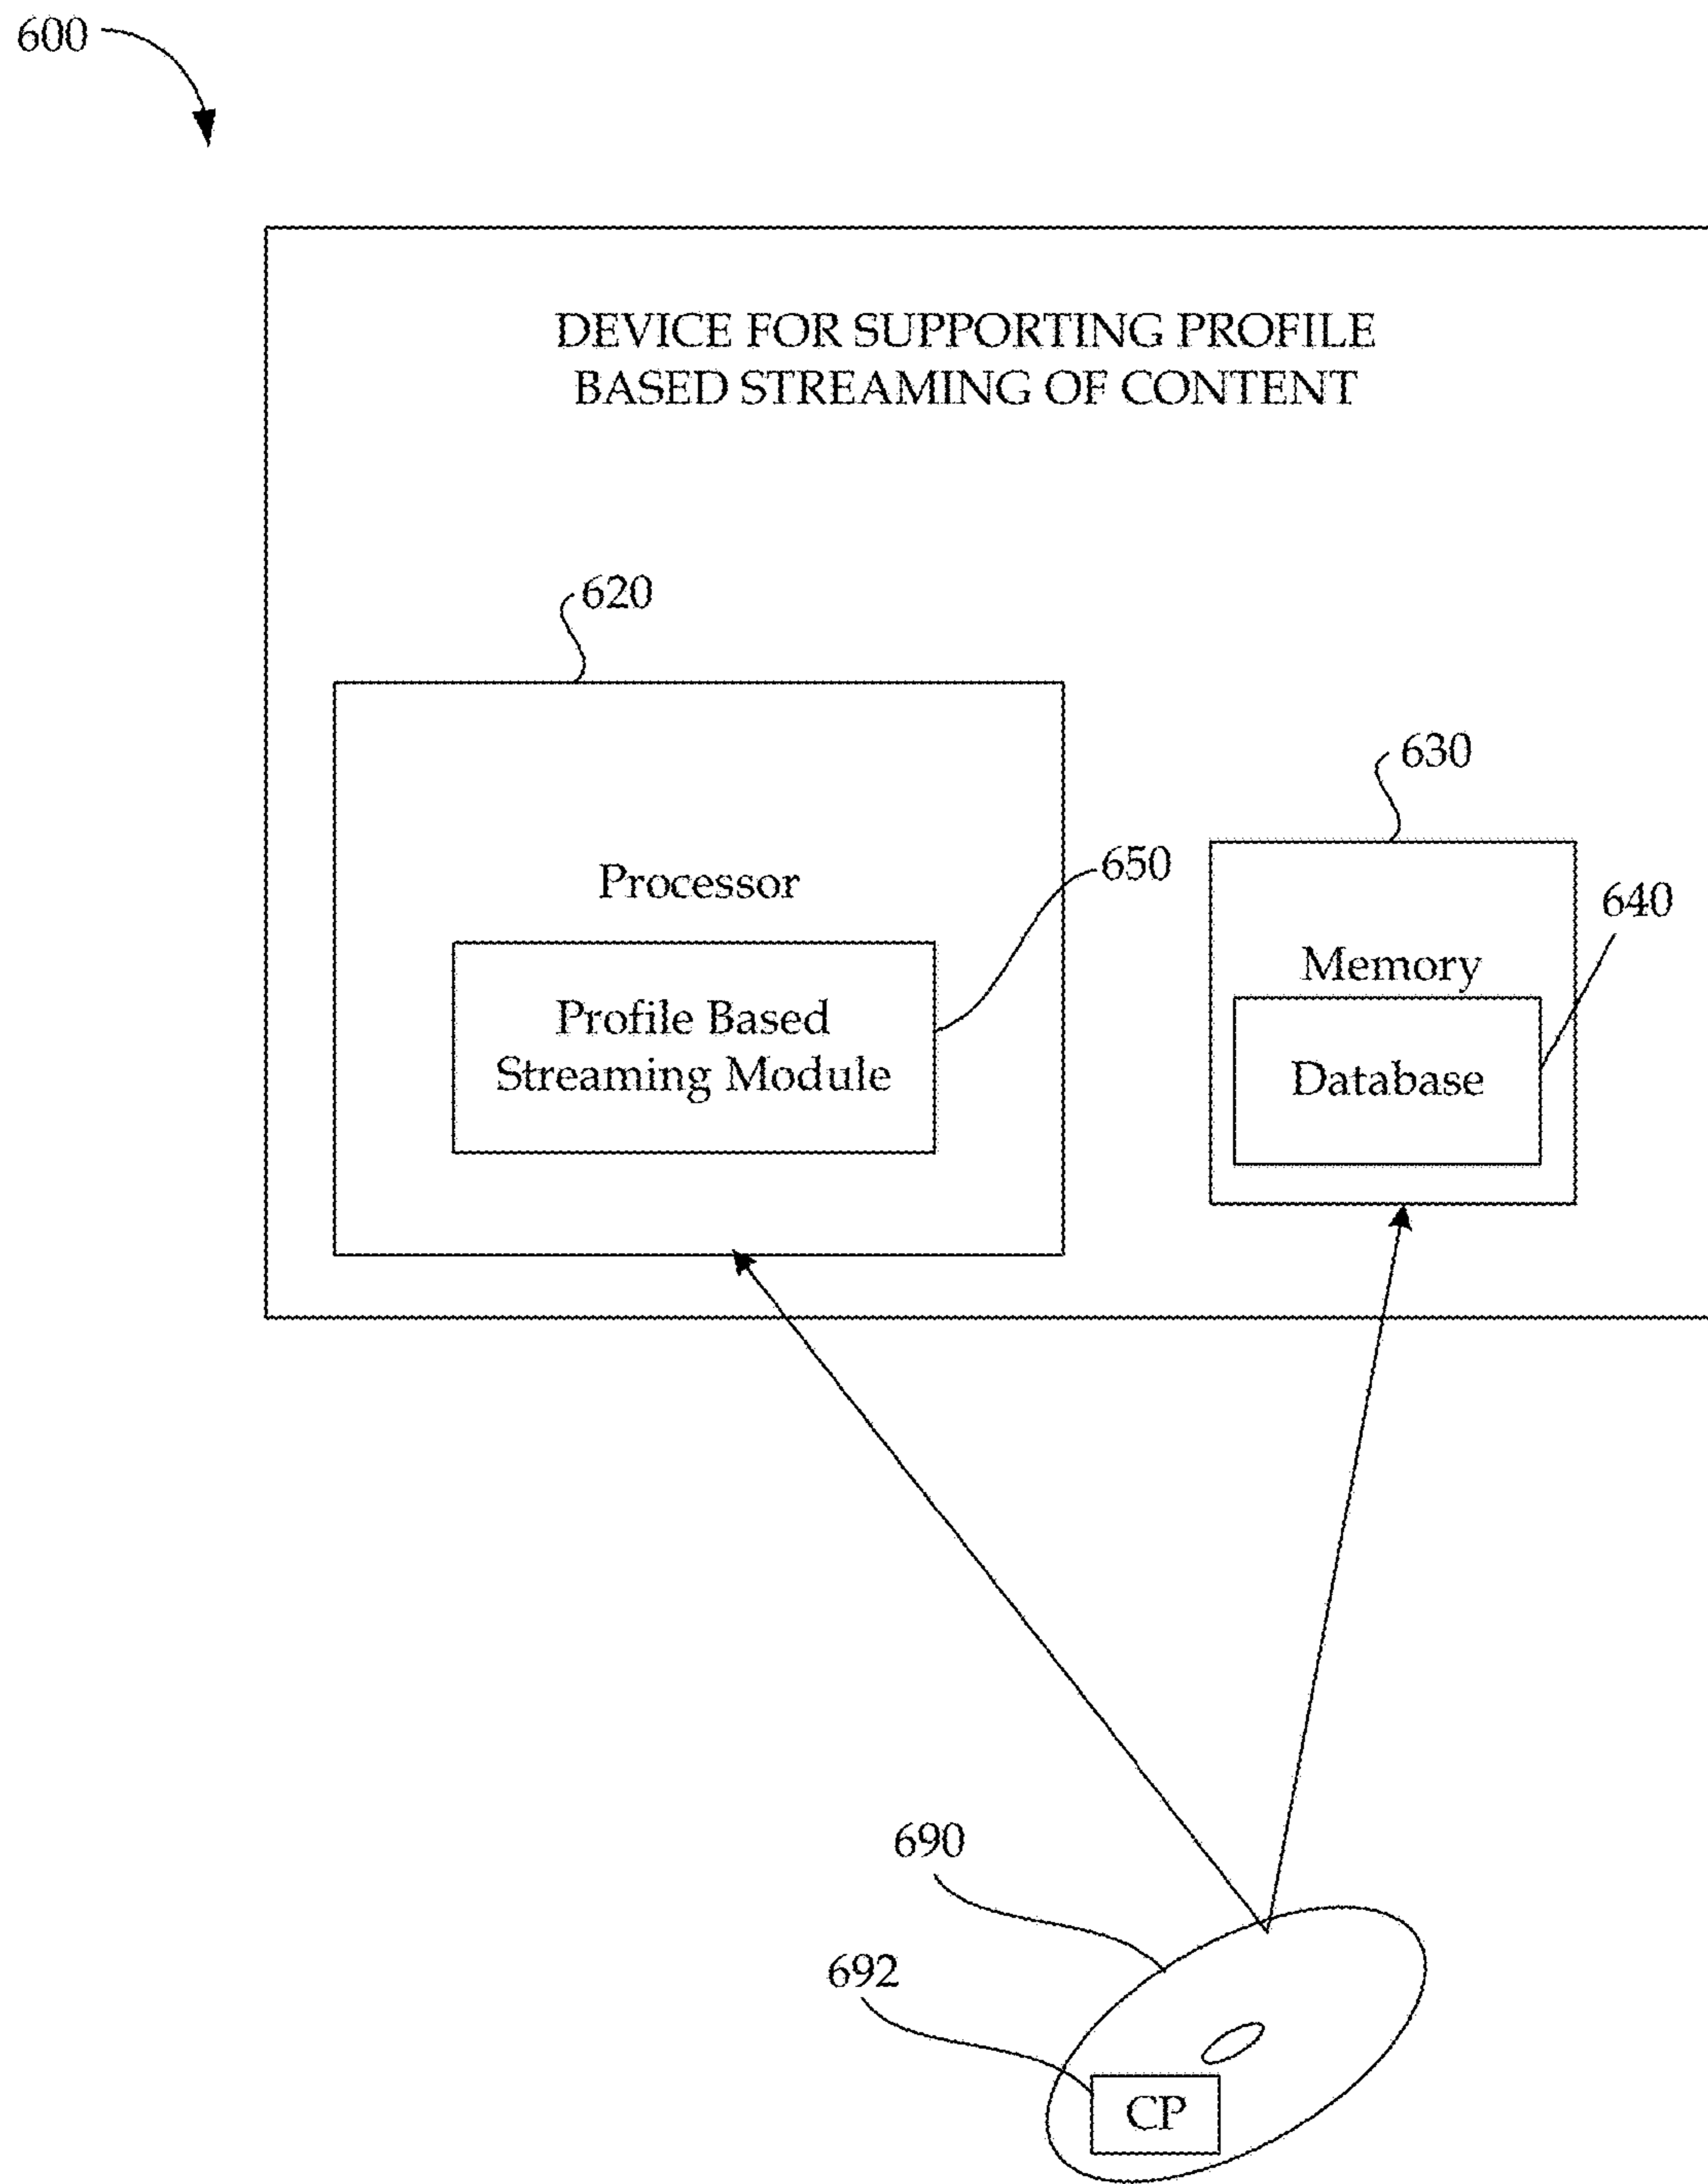 600
DEVICE FOR SUPPORTING PROFILE
BASED STREAMING OF CONTENT
620
630
Processor
650
640
Memory
Profile Based
Streaming Module
Database
690
692
CP